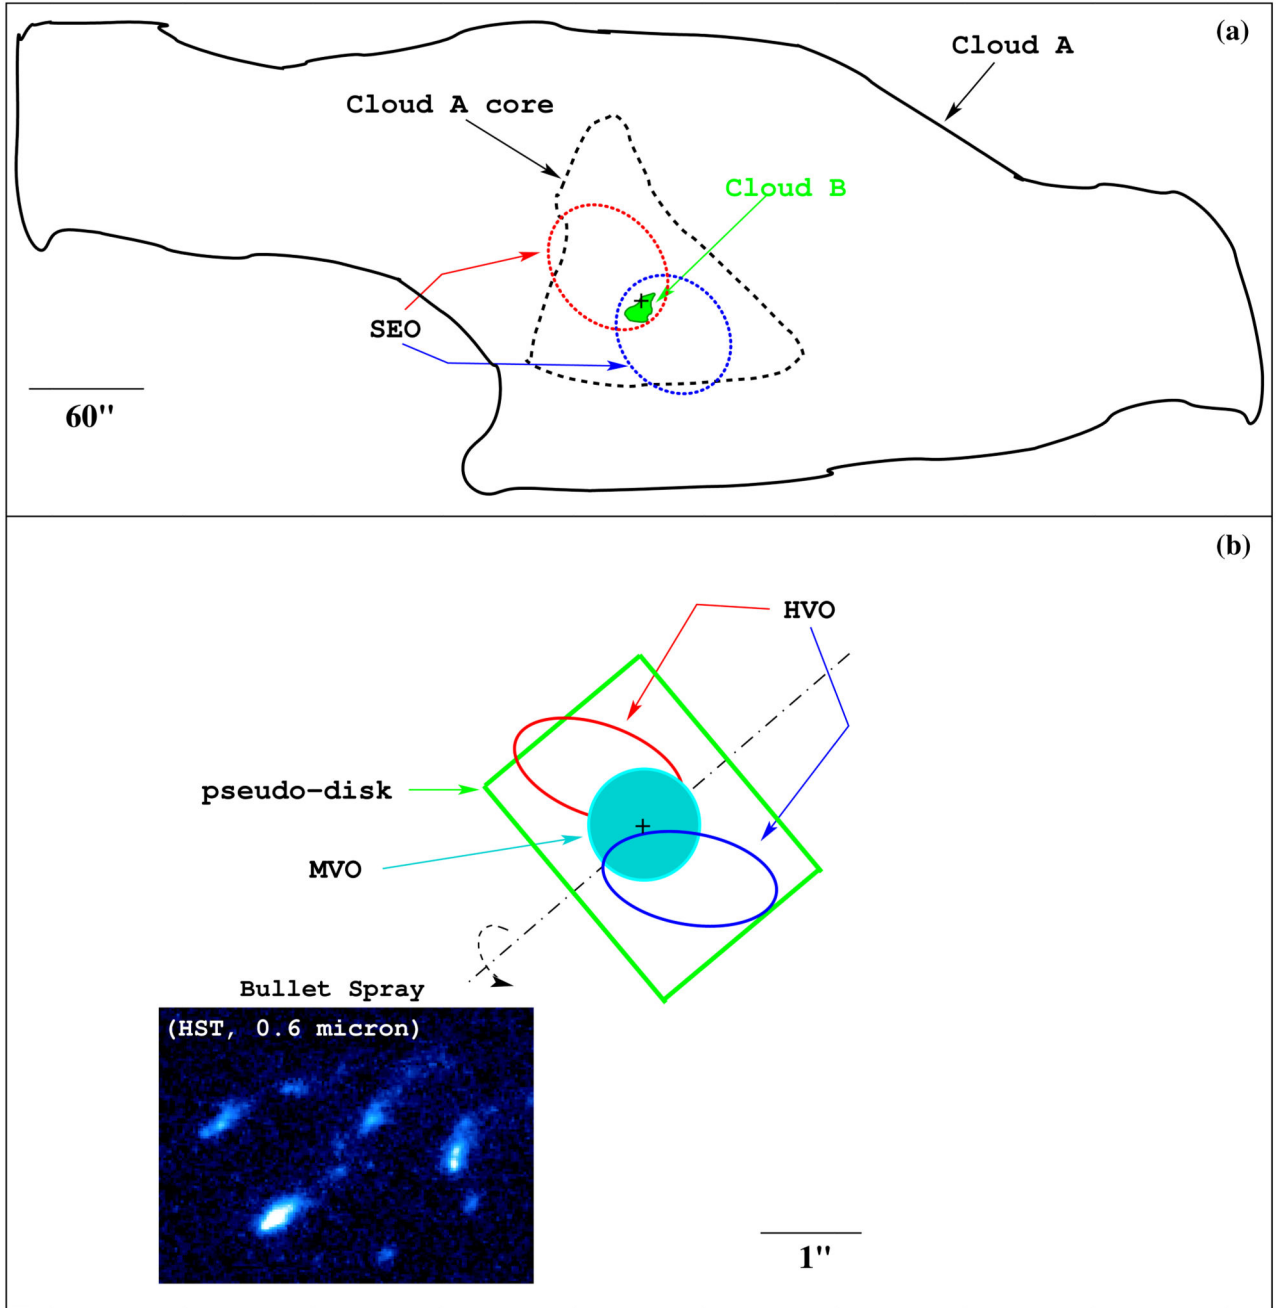 (a)
Cloud A
Cloud A core
Cloud B
SEO
60"
(b)
HVO
pseudo-disk
MVO
Bullet Spray
(HST, 0.6 micron)
1"